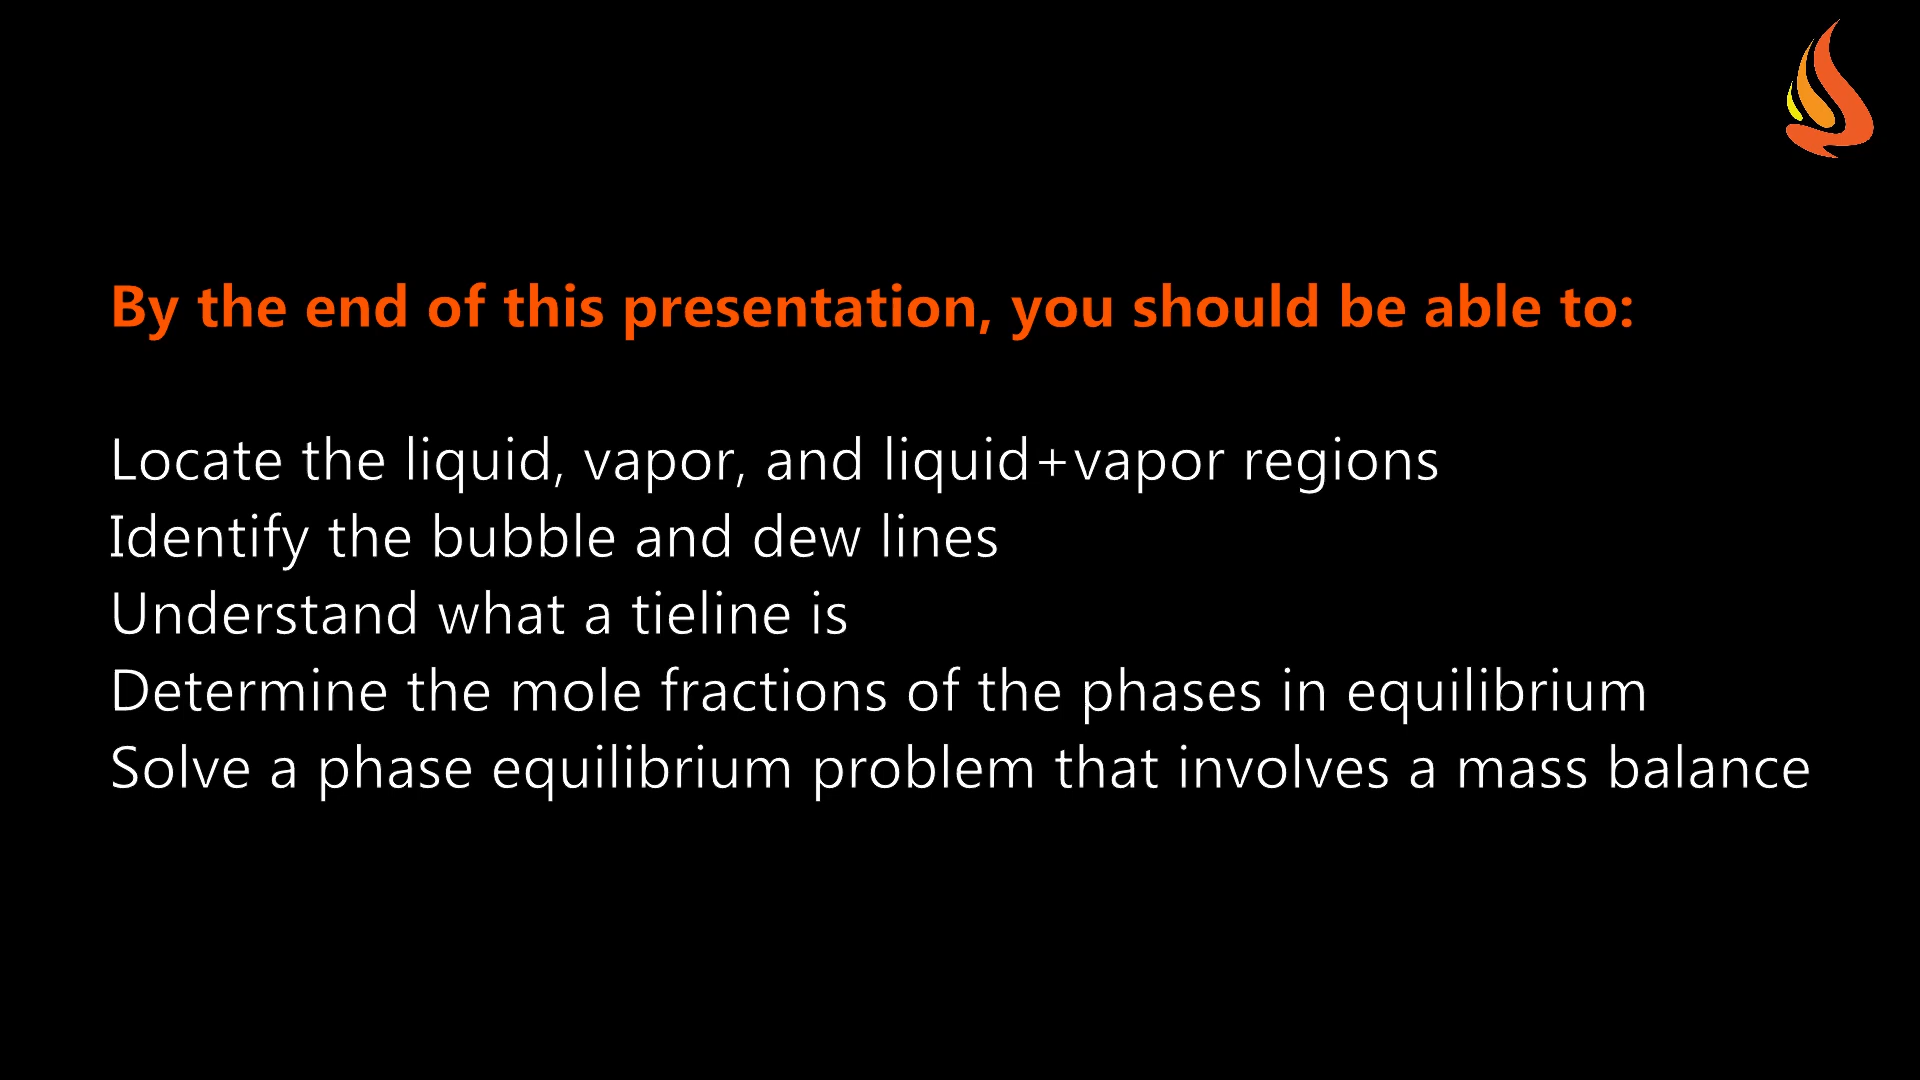 By the end of this presentation, you should be able to:
Locate the liquid, vapor, and liquid+vapor regions
Identify the bubble and dew lines
Understand what a tieline is
Determine the mole fractions of the phases in equilibrium
Solve a phase equilibrium problem that involves a mass balance